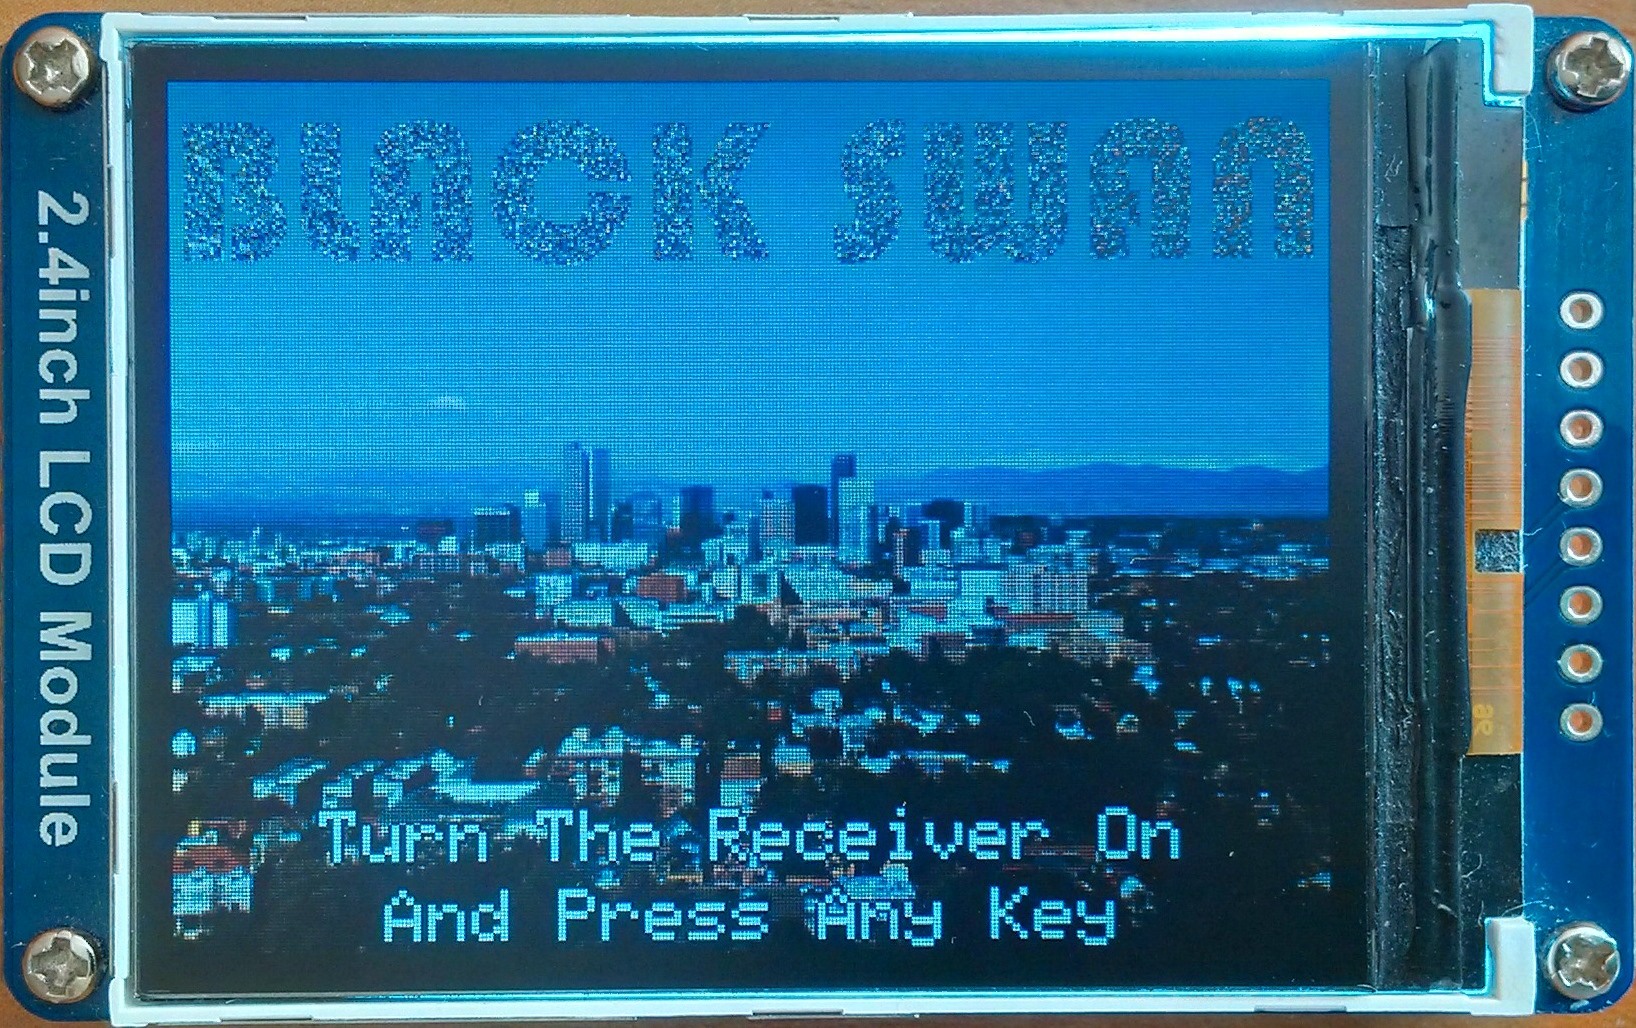 BLACK SWAN
Turn The Receiver On
And Press Any Key
2.4inch LCD Module